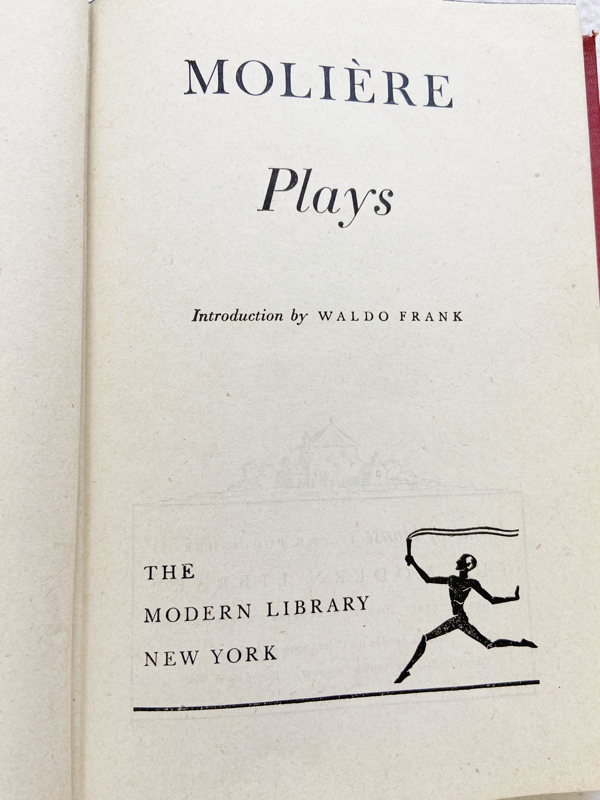 MOLIÈRE
Plays
Introduction by WALDO FRANK
THE
MODERN LIBRARY
NEW YORK